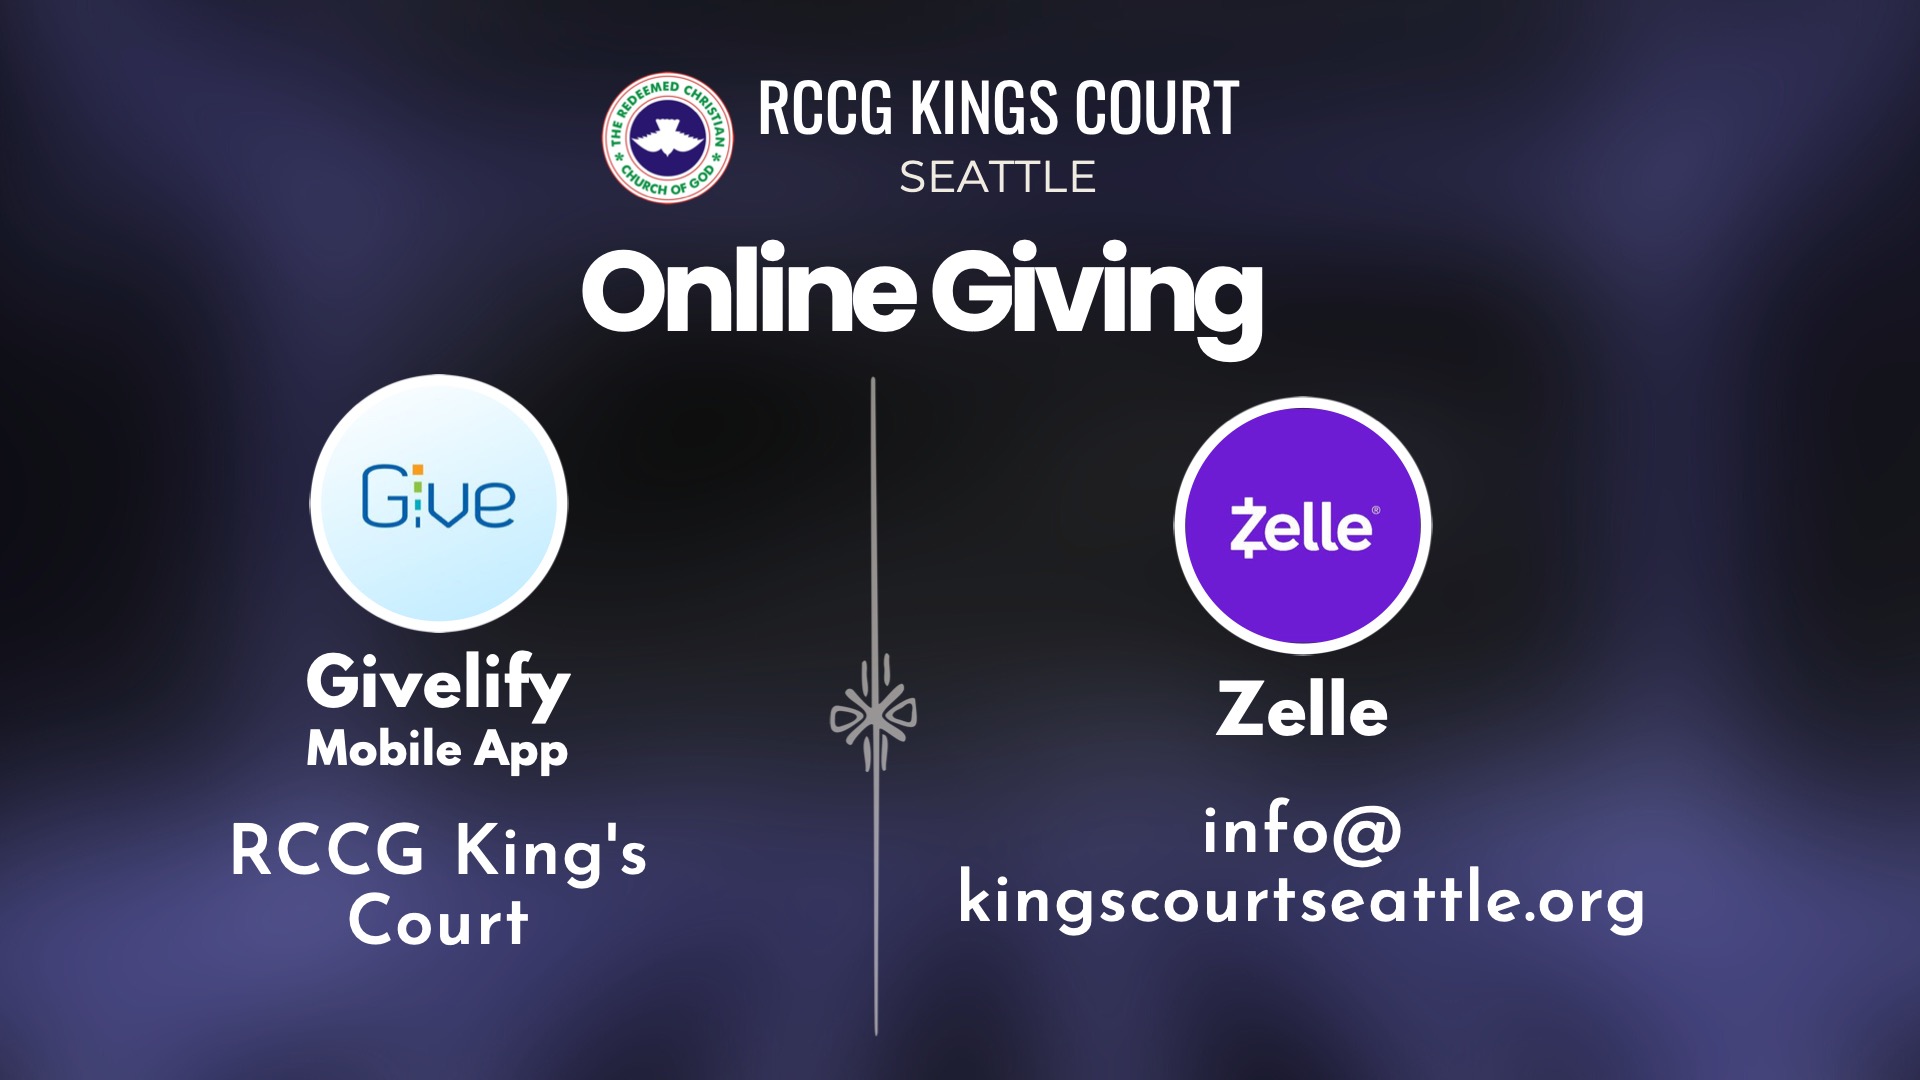 THE REDEEMED CHRISTIAN
CHURCH OF GOD
RCCG KINGS COURT
SEATTLE
Online Giving
Give
Givelify
Mobile App
RCCG King's
Court
Zelle®
Zelle
info@
kingscourtseattle.org